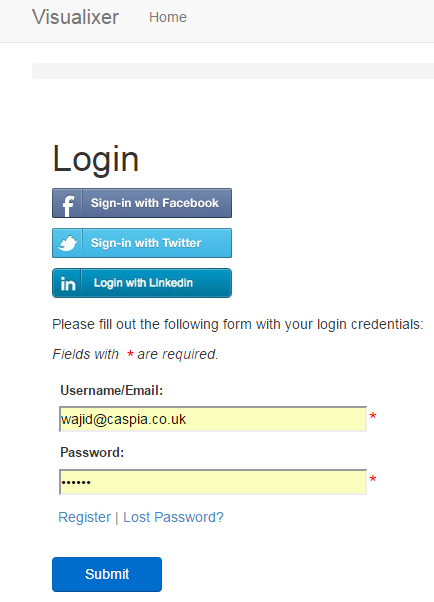 Visualixer Home
Login
Sign-in with Facebook
Sign-in with Twitter
Login with Linkedin
Please fill out the following form with your login credentials:
Fields with * are required.
Username/Email:
wajid@caspia.co.uk *
Password:
•••••• *
Register | Lost Password?
Submit